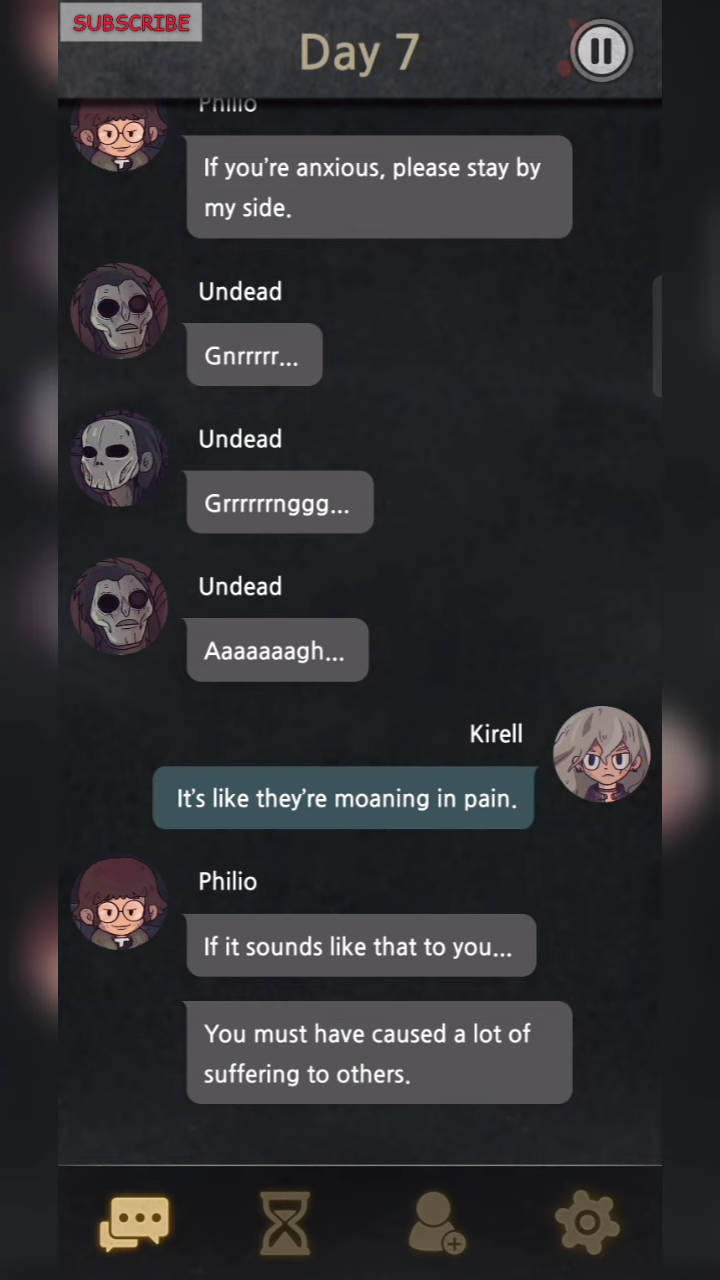 SUBSCRIBE
Day 7
Philio
If you're anxious, please stay by
my side.
Undead
Gnrrrrr...
Undead
Grrrrrrnggg...
Undead
Aaaaaaagh...
Kirell
It's like they're moaning in pain.
Philio
If it sounds like that to you...
You must have caused a lot of
suffering to others.